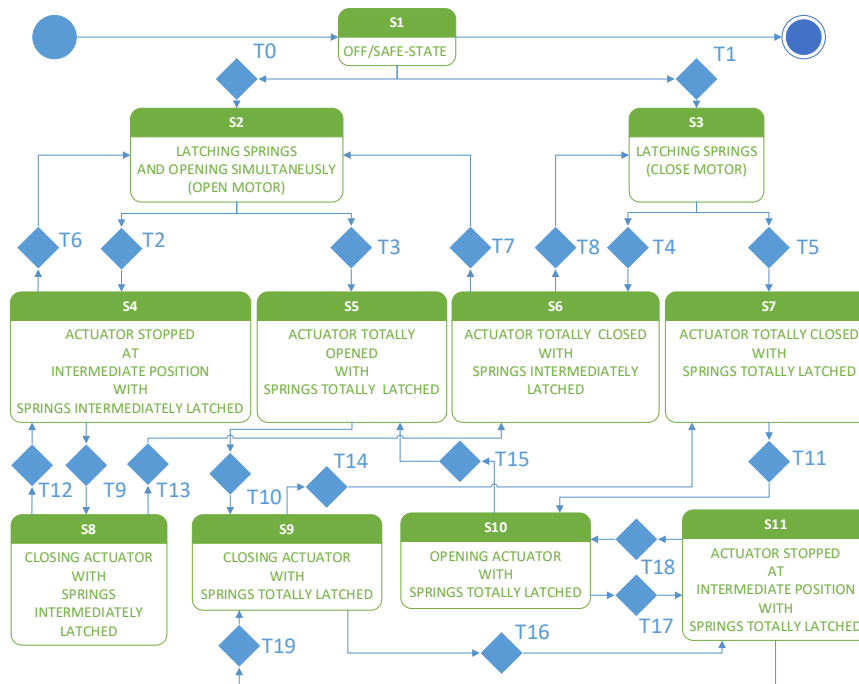 S1
OFF/SAFE-STATE
T0
T1
S2
LATCHING SPRINGS
AND OPENING SIMULTANEUSLY
(OPEN MOTOR)
S3
LATCHING SPRINGS
(CLOSE MOTOR)
T6
T2
T3
T7
T8
T4
T5
S4
ACTUATOR STOPPED
AT
INTERMEDIATE POSITION
WITH
SPRINGS INTERMEDIATELY LATCHED
S5
ACTUATOR TOTALLY
OPENED
WITH
SPRINGS TOTALLY LATCHED
S6
ACTUATOR TOTALLY CLOSED
WITH
SPRINGS INTERMEDIATELY
LATCHED
S7
ACTUATOR TOTALLY CLOSED
WITH
SPRINGS TOTALLY LATCHED
T12
T9
T13
T10
T14
T15
T11
S8
CLOSING ACTUATOR
WITH
SPRINGS
INTERMEDIATELY
LATCHED
S9
CLOSING ACTUATOR
WITH
SPRINGS TOTALLY LATCHED
S10
OPENING ACTUATOR
WITH
SPRINGS TOTALLY LATCHED
T18
T17
S11
ACTUATOR STOPPED
AT
INTERMEDIATE POSITION
WITH
SPRINGS TOTALLY LATCHED
T19
T16